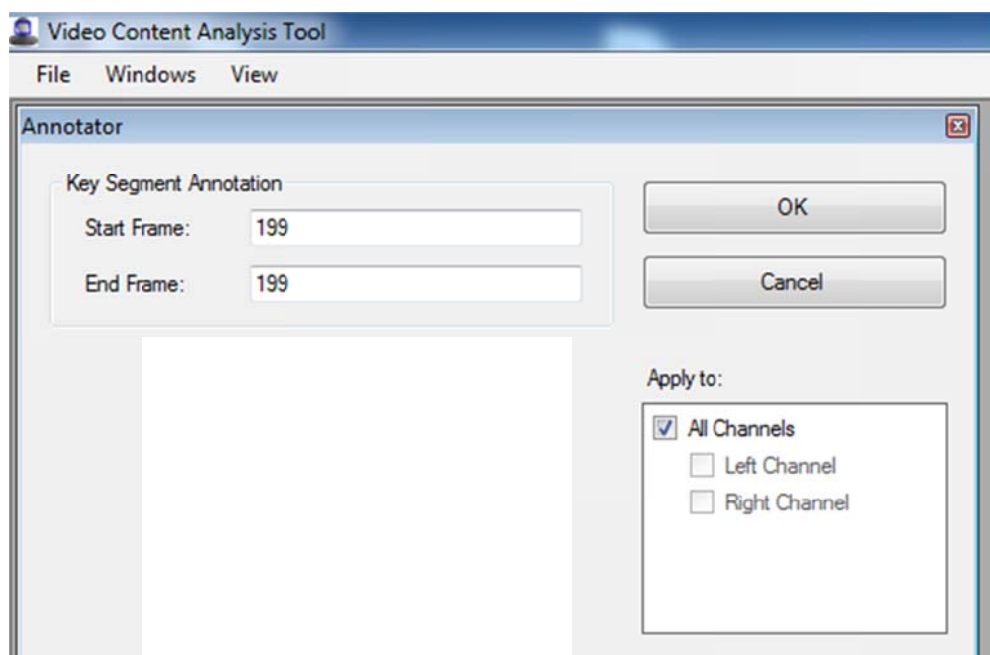 Video Content Analysis Tool
File Windows View
Annotator
Key Segment Annotation
Start Frame: 199
End Frame: 199
OK
Cancel
Apply to:
All Channels
Left Channel
Right Channel